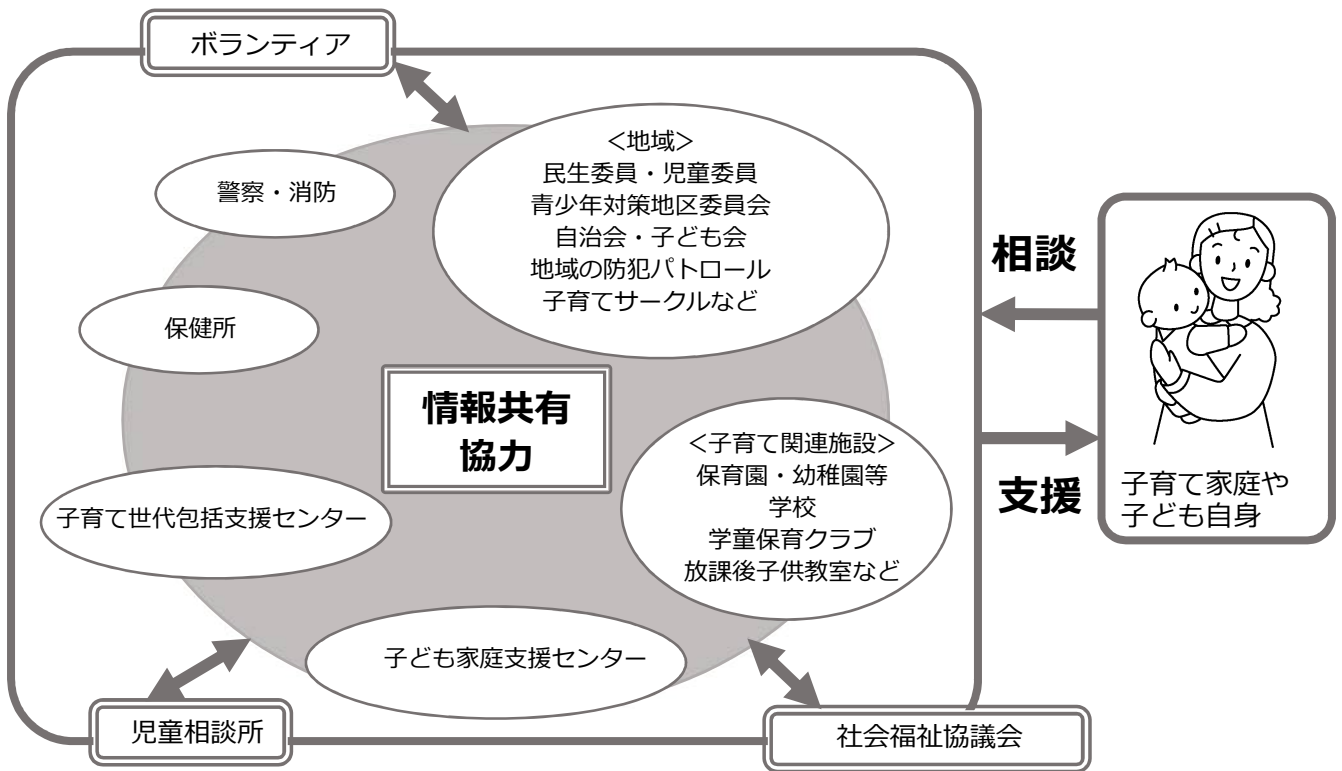 ボランティア
<地域>
民生委員・児童委員
青少年対策地区委員会
自治会・子ども会
地域の防犯パトロール
子育てサークルなど
警察・消防
保健所
情報共有
協力
<子育て関連施設>
保育園・幼稚園等
学校
学童保育クラブ
放課後子供教室など
子育て世代包括支援センター
子ども家庭支援センター
児童相談所
社会福祉協議会
相談
支援
子育て家庭や
子ども自身